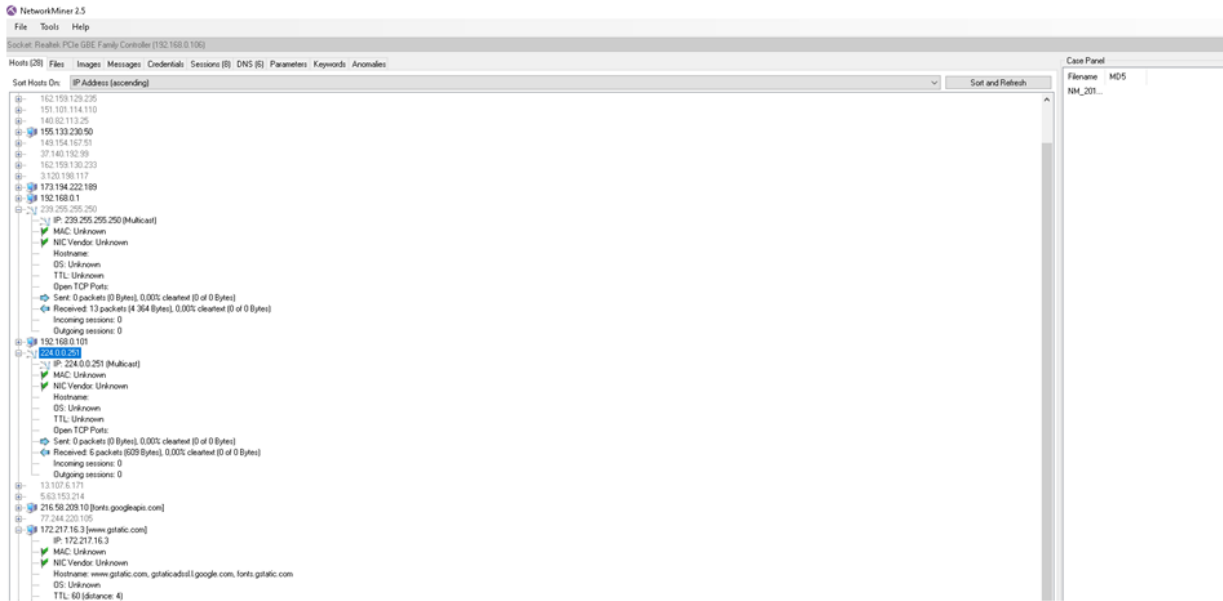 NetworkMiner 2.5
File Tools Help
Socket: Realtek PCIe GBE Family Controller (192.168.0.106)
Hosts (28) Files Images Messages Credentials Sessions (8) DNS (6) Parameters Keywords Anomalies
Case Panel
Sort Hosts On: IP Address (ascending) Sort and Refresh
Filename MD5
NM_201...
162.159.129.235
151.101.114.110
140.82.113.25
155.133.230.50
149.154.167.51
37.140.192.99
162.159.130.233
3.120.198.117
173.194.222.189
192.168.0.1
239.255.255.250
IP: 239.255.255.250 (Multicast)
MAC: Unknown
NIC Vendor: Unknown
Hostname:
OS: Unknown
TTL: Unknown
Open TCP Ports:
Sent: 0 packets (0 Bytes), 0,00% cleartext (0 of 0 Bytes)
Received: 13 packets (4 364 Bytes), 0,00% cleartext (0 of 0 Bytes)
Incoming sessions: 0
Outgoing sessions: 0
192.168.0.101
224.0.0.251
IP: 224.0.0.251 (Multicast)
MAC: Unknown
NIC Vendor: Unknown
Hostname:
OS: Unknown
TTL: Unknown
Open TCP Ports:
Sent: 0 packets (0 Bytes), 0,00% cleartext (0 of 0 Bytes)
Received: 6 packets (609 Bytes), 0,00% cleartext (0 of 0 Bytes)
Incoming sessions: 0
Outgoing sessions: 0
13.107.6.171
5.63.153.214
216.58.209.10 [fonts.googleapis.com]
77.244.220.105
172.217.16.3 [www.gstatic.com]
IP: 172.217.16.3
MAC: Unknown
NIC Vendor: Unknown
Hostname: www.gstatic.com, gstaticadssl.l.google.com, fonts.gstatic.com
OS: Unknown
TTL: 60 (distance: 4)